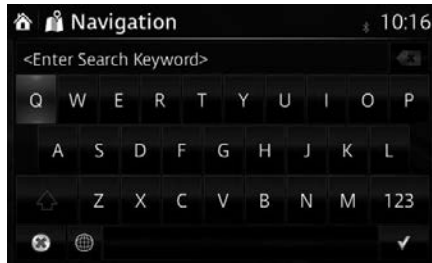 Navigation 10:16
<Enter Search Keyword>
Q W E R T Y U I O P
A S D F G H J K L
Z X C V B N M 123